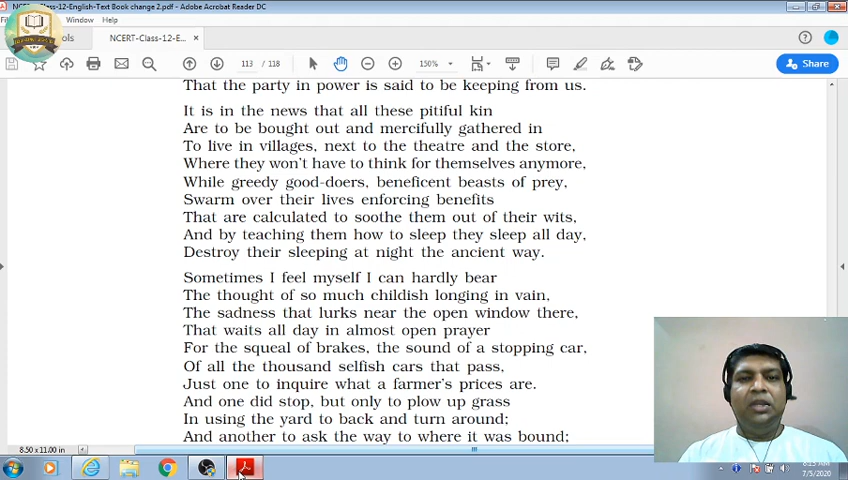 NCERT-Class-12-English-Text Book change 2.pdf - Adobe Acrobat Reader DC
Window Help
ols NCERT-Class-12-E... ×
113 / 118 150% Share
That the party in power is said to be keeping from us.
It is in the news that all these pitiful kin
Are to be bought out and mercifully gathered in
To live in villages, next to the theatre and the store,
Where they won't have to think for themselves anymore,
While greedy good-doers, beneficent beasts of prey,
Swarm over their lives enforcing benefits
That are calculated to soothe them out of their wits,
And by teaching them how to sleep they sleep all day,
Destroy their sleeping at night the ancient way.
Sometimes I feel myself I can hardly bear
The thought of so much childish longing in vain,
The sadness that lurks near the open window there,
That waits all day in almost open prayer
For the squeal of brakes, the sound of a stopping car,
Of all the thousand selfish cars that pass,
Just one to inquire what a farmer's prices are.
And one did stop, but only to plow up grass
In using the yard to back and turn around;
And another to ask the way to where it was bound;
8.50 x 11.00 in
7/5/2020